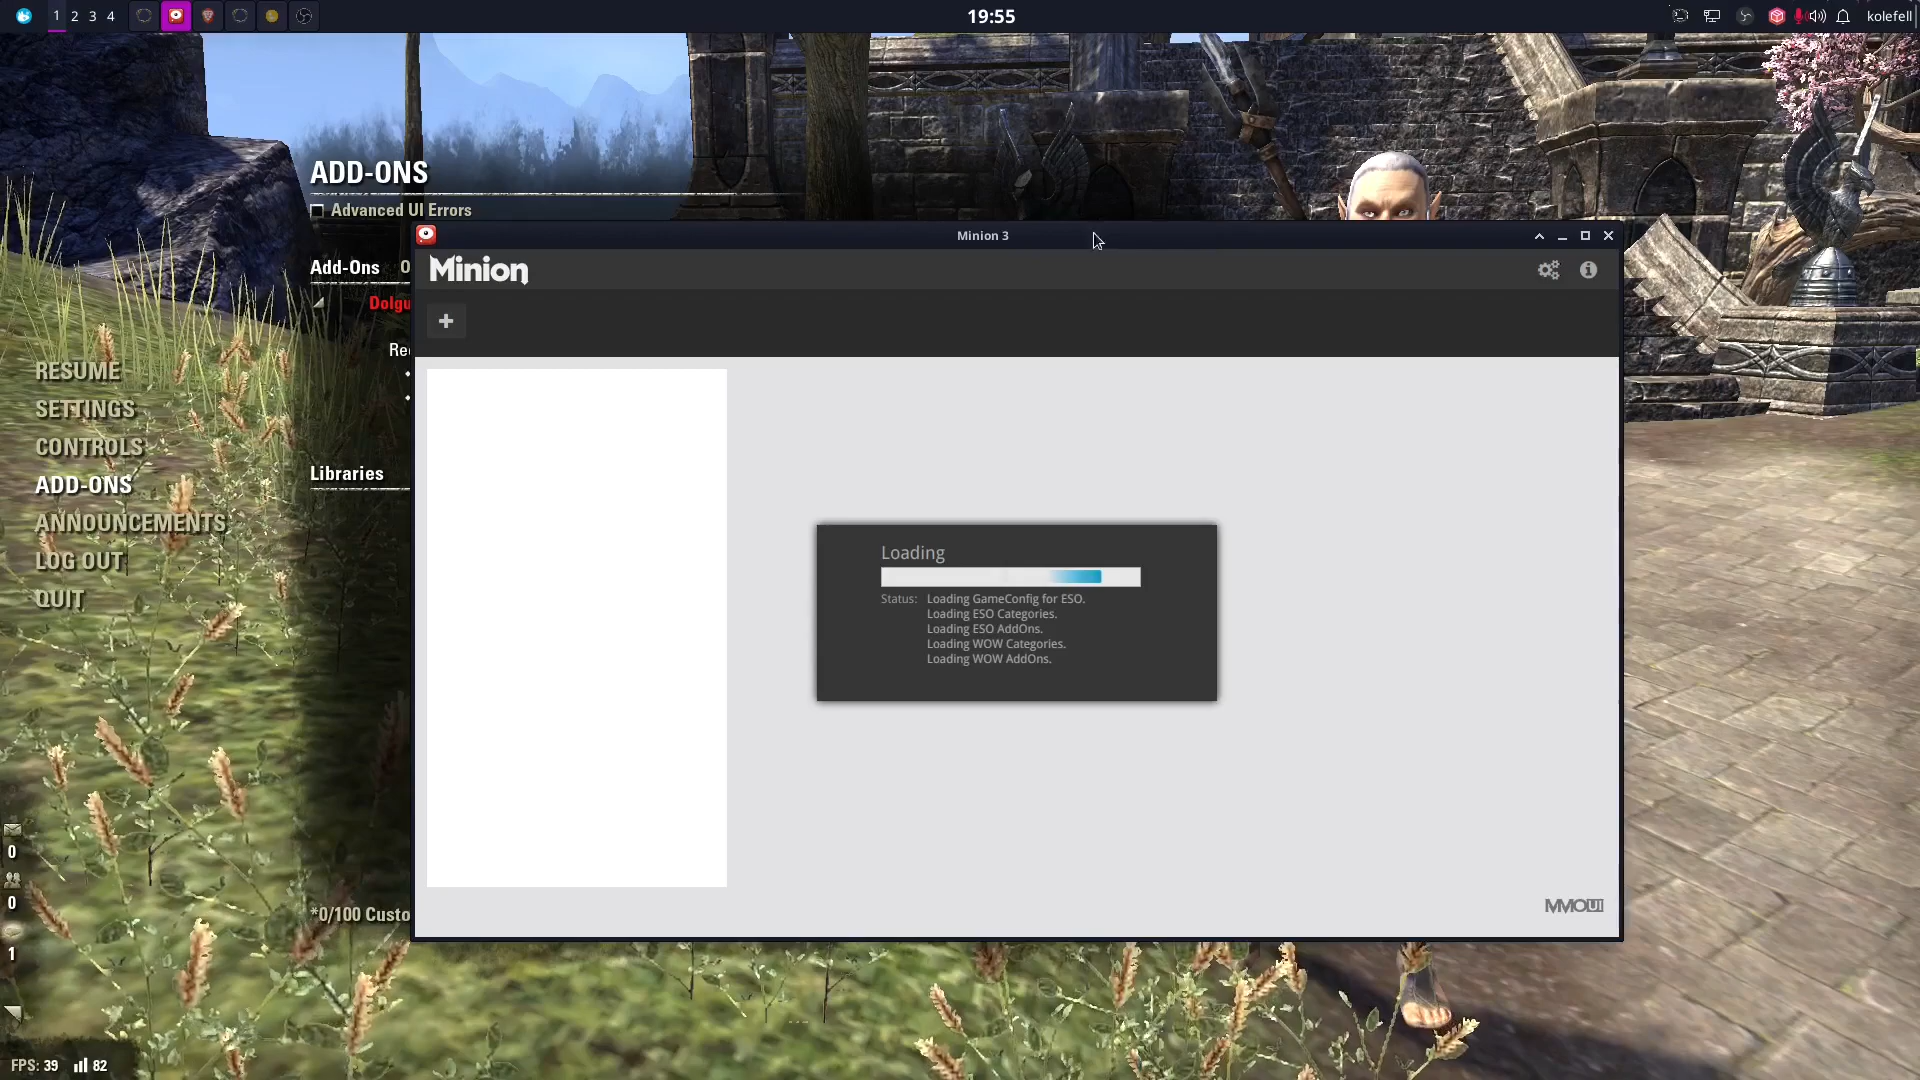 1 2 3 4
19:55
kolefell
ADD-ONS
Advanced UI Errors
Add-Ons
Dolgu
Libraries
*0/100 Custo
RESUME
SETTINGS
CONTROLS
ADD-ONS
ANNOUNCEMENTS
LOG OUT
QUIT
0
0
1
FPS: 39 82
Minion 3
Minion
Loading
Status: Loading GameConfig for ESO.
Loading ESO Categories.
Loading ESO AddOns.
Loading WOW Categories.
Loading WOW AddOns.
MMOUI